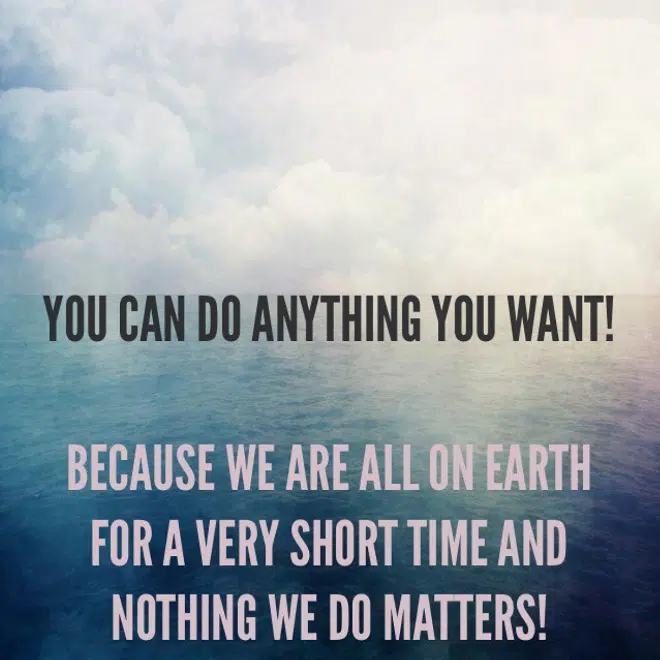 YOU CAN DO ANYTHING YOU WANT!
BECAUSE WE ARE ALL ON EARTH
FOR A VERY SHORT TIME AND
NOTHING WE DO MATTERS!